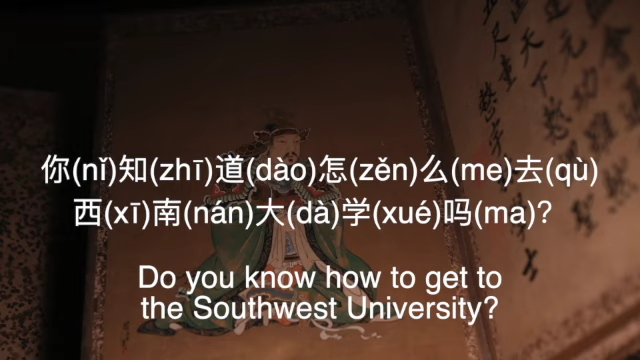 你(nǐ)知(zhī)道(dào)怎(zěn)么(me)去(qù)
西(xī)南(nán)大(dà)学(xué)吗(ma)?
Do you know how to get to
the Southwest University?